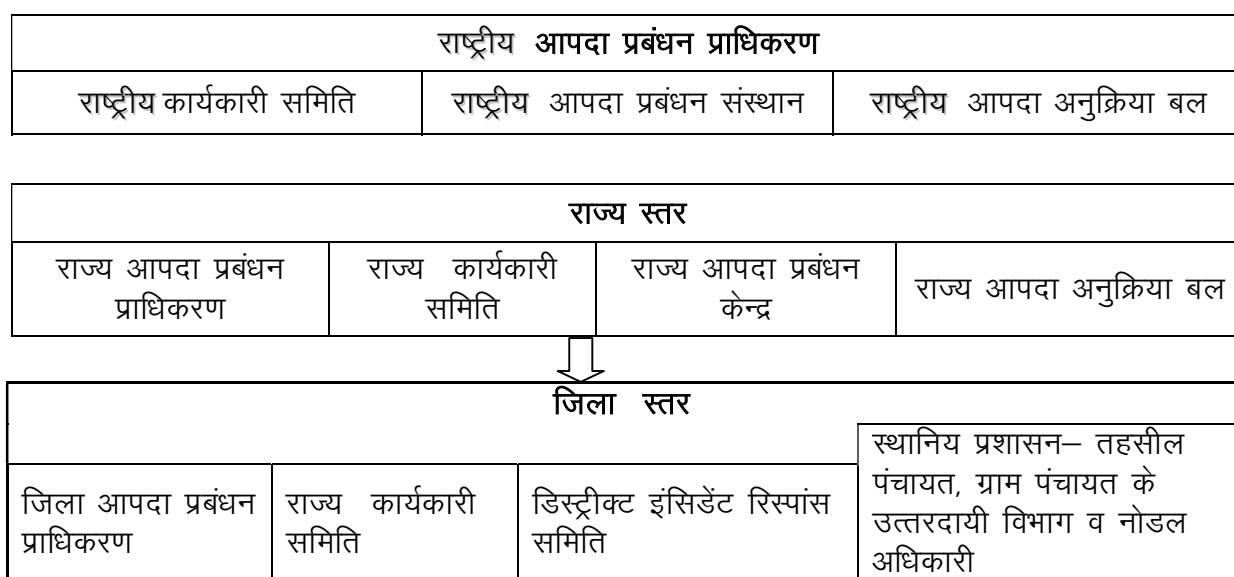 राष्ट्रीय आपदा प्रबंधन प्राधिकरण
राष्ट्रीय कार्यकारी समिति
राष्ट्रीय आपदा प्रबंधन संस्थान
राष्ट्रीय आपदा अनुक्रिया बल
राज्य स्तर
राज्य आपदा प्रबंधन
प्राधिकरण
राज्य कार्यकारी
समिति
राज्य आपदा प्रबंधन
केन्द्र
राज्य आपदा अनुक्रिया बल
जिला स्तर
जिला आपदा प्रबंधन
प्राधिकरण
राज्य कार्यकारी
समिति
डिस्ट्रीक्ट इंसिडेंट रिस्पांस
समिति
स्थानिय प्रशासन– तहसील
पंचायत, ग्राम पंचायत के
उत्तरदायी विभाग व नोडल
अधिकारी